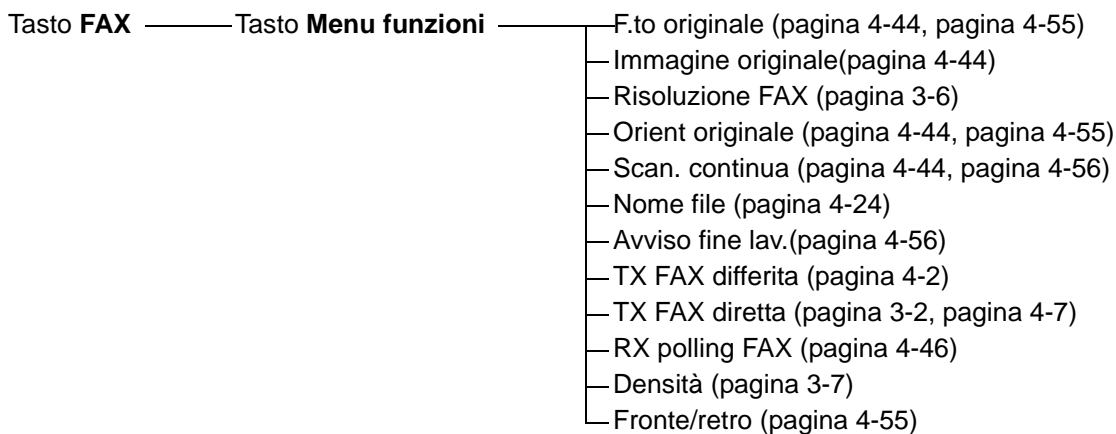 Tasto FAX Tasto Menu funzioni F.to originale (pagina 4-44, pagina 4-55)
Immagine originale(pagina 4-44)
Risoluzione FAX (pagina 3-6)
Orient originale (pagina 4-44, pagina 4-55)
Scan. continua (pagina 4-44, pagina 4-56)
Nome file (pagina 4-24)
Avviso fine lav.(pagina 4-56)
TX FAX differita (pagina 4-2)
TX FAX diretta (pagina 3-2, pagina 4-7)
RX polling FAX (pagina 4-46)
Densità (pagina 3-7)
Fronte/retro (pagina 4-55)